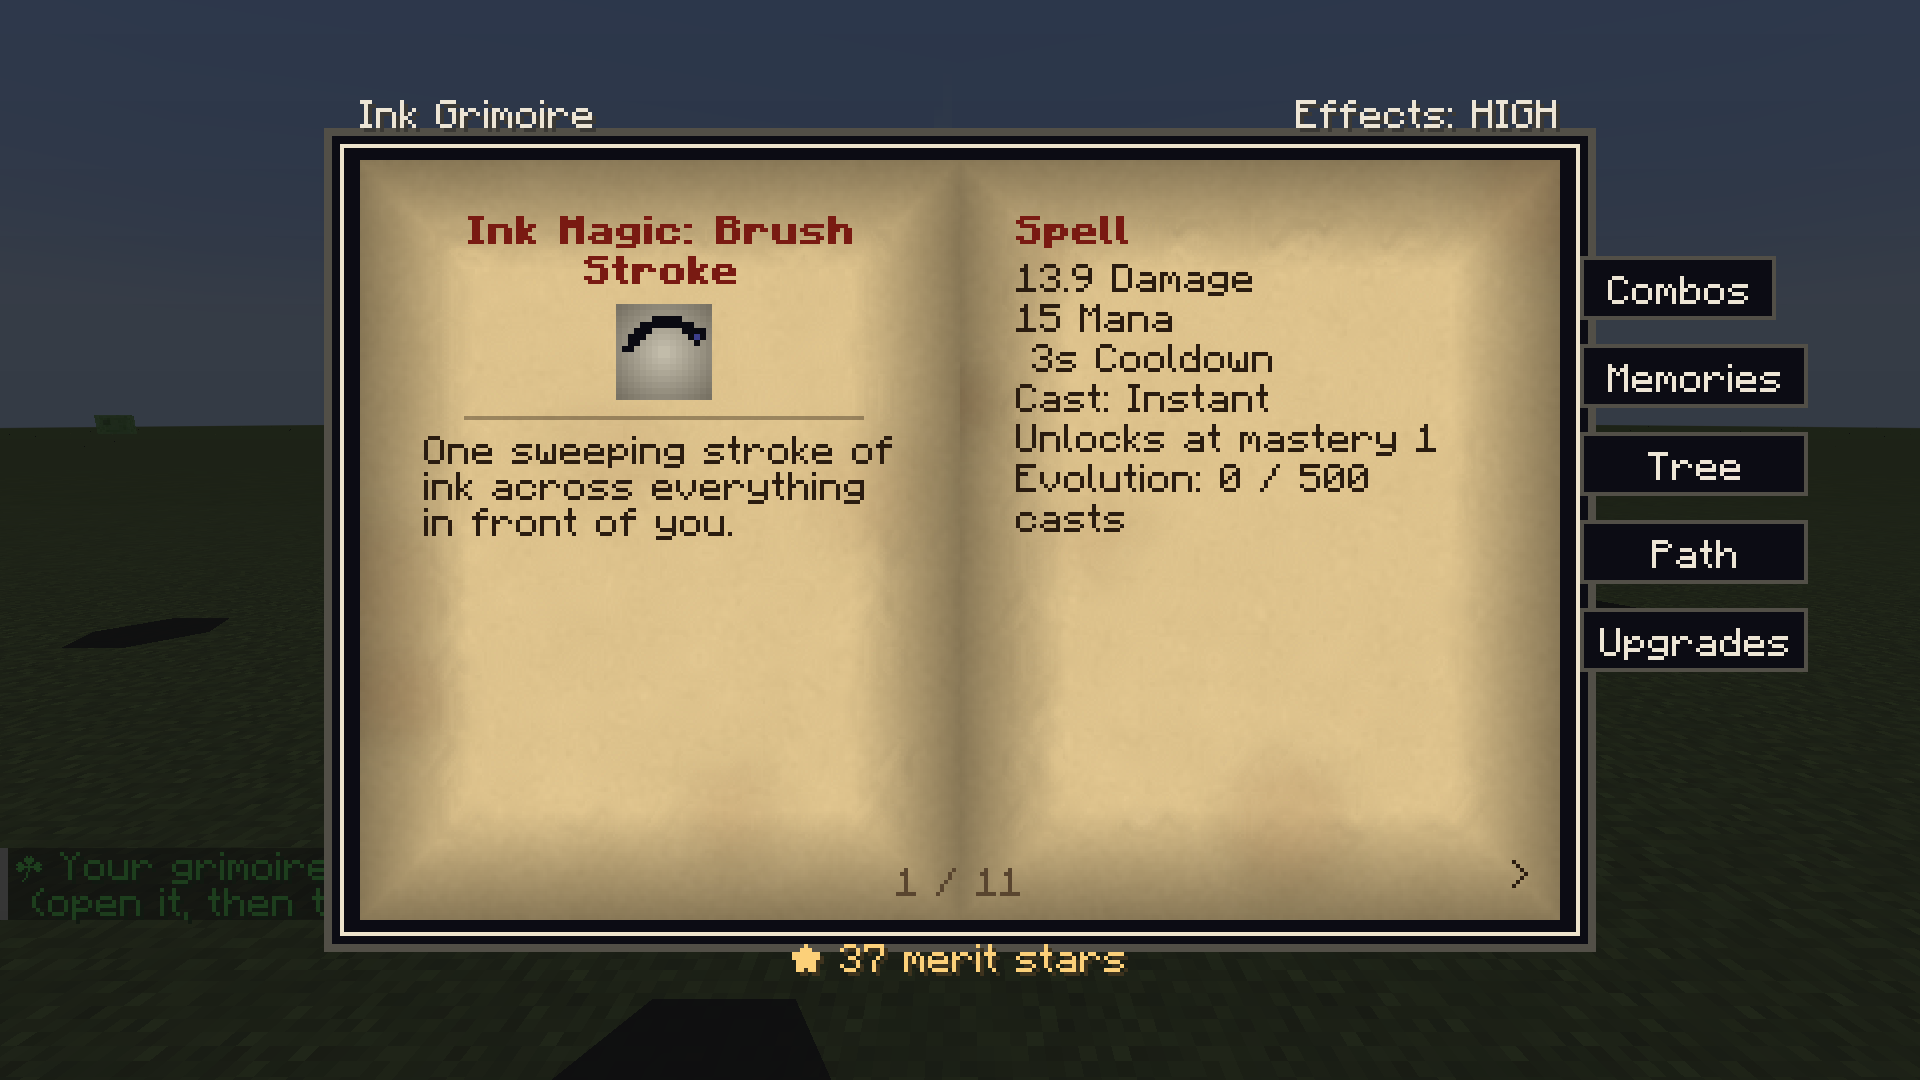 Ink Grimoire
Effects: HIGH
Ink Magic: Brush
Stroke
One sweeping stroke of
ink across everything
in front of you.
Spell
13.9 Damage
15 Mana
3s Cooldown
Cast: Instant
Unlocks at mastery 1
Evolution: 0 / 500
casts
Combos
Memories
Tree
Path
Upgrades
☘ Your grimoire
(open it, then
1 / 11
>
★ 37 merit stars